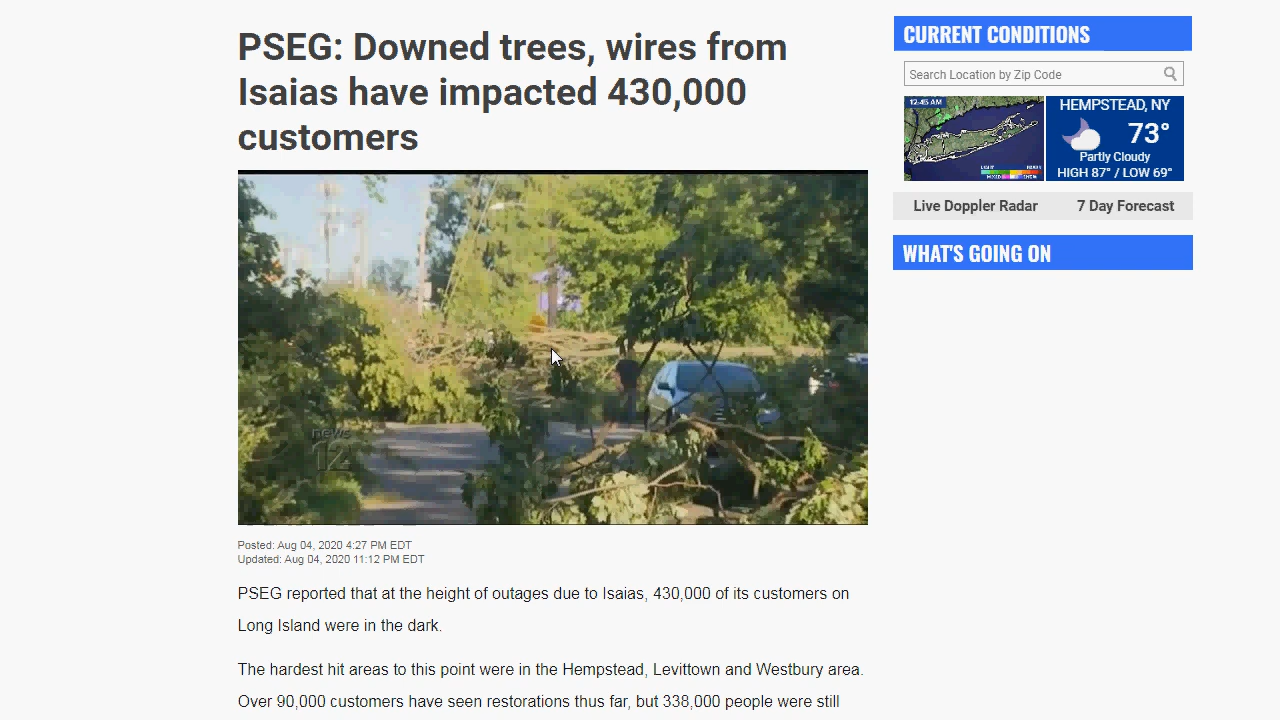 PSEG: Downed trees, wires from
Isaias have impacted 430,000
customers
news
12
Posted: Aug 04, 2020 4:27 PM EDT
Updated: Aug 04, 2020 11:12 PM EDT
PSEG reported that at the height of outages due to Isaias, 430,000 of its customers on
Long Island were in the dark.
The hardest hit areas to this point were in the Hempstead, Levittown and Westbury area.
Over 90,000 customers have seen restorations thus far, but 338,000 people were still
CURRENT CONDITIONS
Search Location by Zip Code
12:45 AM
HEMPSTEAD, NY
73°
Partly Cloudy
HIGH 87° / LOW 69°
Live Doppler Radar
7 Day Forecast
WHAT'S GOING ON